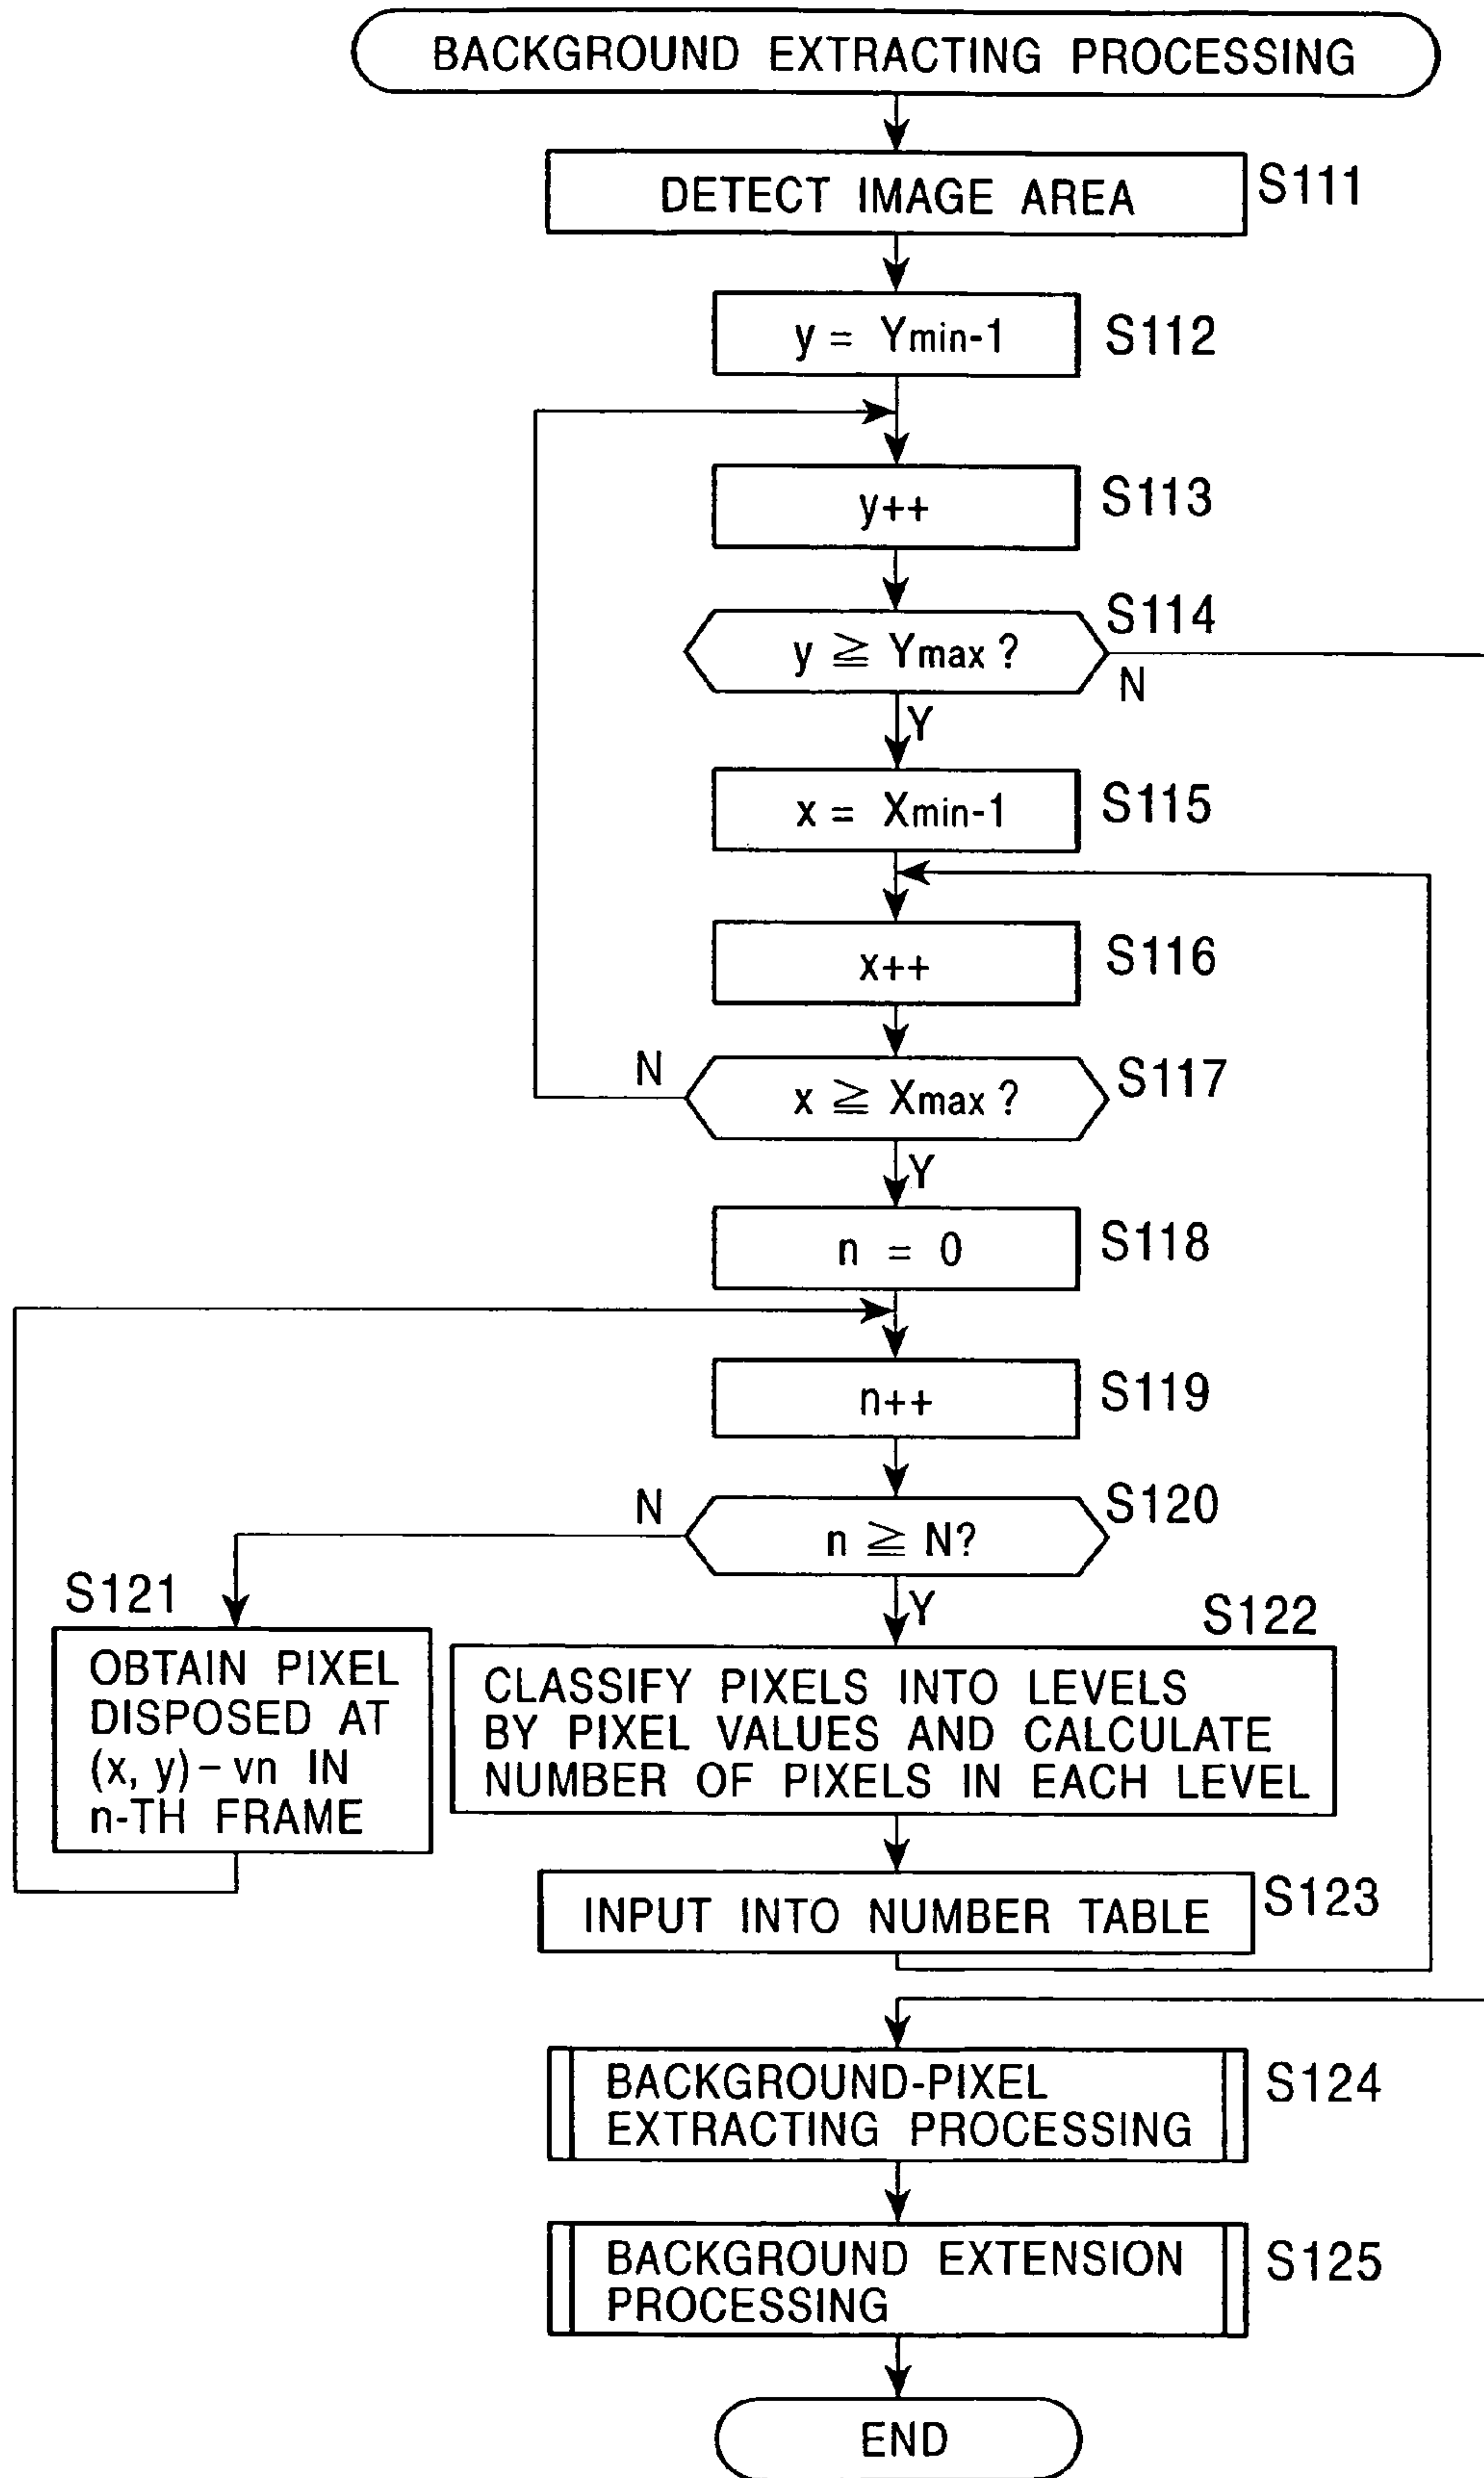 BACKGROUND EXTRACTING PROCESSING
DETECT IMAGE AREA
S111
y = Ymin-1
S112
y++
S113
y ≧ Ymax ?
S114
N
Y
x = Xmin-1
S115
x++
S116
N
x ≧ Xmax ?
S117
Y
n = 0
S118
n++
S119
N
n ≧ N?
S120
Y
S121
OBTAIN PIXEL
DISPOSED AT
(x, y) – vn IN
n-TH FRAME
S122
CLASSIFY PIXELS INTO LEVELS
BY PIXEL VALUES AND CALCULATE
NUMBER OF PIXELS IN EACH LEVEL
INPUT INTO NUMBER TABLE
S123
BACKGROUND-PIXEL
EXTRACTING PROCESSING
S124
BACKGROUND EXTENSION
PROCESSING
S125
END